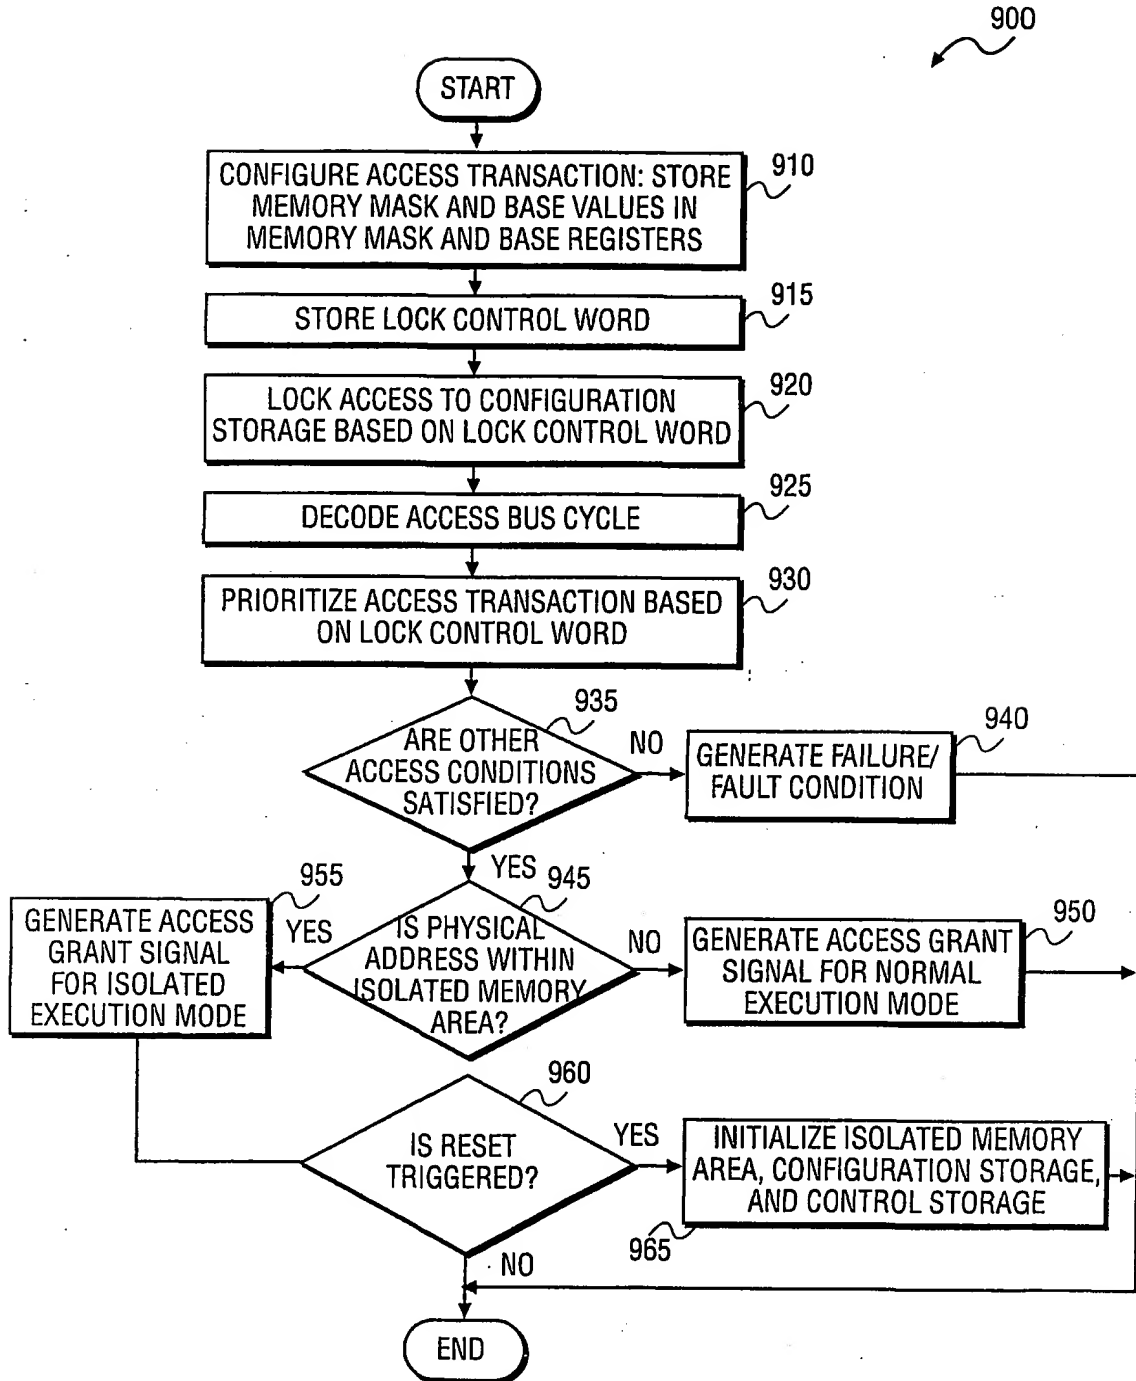 900
START
CONFIGURE ACCESS TRANSACTION: STORE
MEMORY MASK AND BASE VALUES IN
MEMORY MASK AND BASE REGISTERS
910
STORE LOCK CONTROL WORD
915
LOCK ACCESS TO CONFIGURATION
STORAGE BASED ON LOCK CONTROL WORD
920
DECODE ACCESS BUS CYCLE
925
PRIORITIZE ACCESS TRANSACTION BASED
ON LOCK CONTROL WORD
930
ARE OTHER
ACCESS CONDITIONS
SATISFIED?
935
NO
GENERATE FAILURE/
FAULT CONDITION
940
YES
IS PHYSICAL
ADDRESS WITHIN
ISOLATED MEMORY
AREA?
945
NO
GENERATE ACCESS GRANT
SIGNAL FOR NORMAL
EXECUTION MODE
950
YES
GENERATE ACCESS
GRANT SIGNAL
FOR ISOLATED
EXECUTION MODE
955
IS RESET
TRIGGERED?
960
YES
INITIALIZE ISOLATED MEMORY
AREA, CONFIGURATION STORAGE,
AND CONTROL STORAGE
965
NO
END